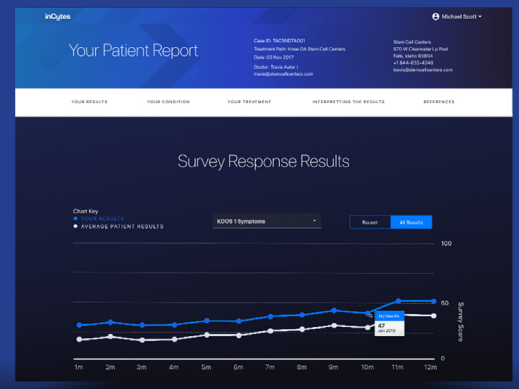 inCytes
Michael Scott
Your Patient Report
Case ID: TACSNDTA001
Treatment Path: Knee OA Stem Cell Centers
Date: 03 Nov 2017
Doctor: Travis Autor |
travis@stemcellcenters.com
Stem Cell Centers
570 W Clearwater Lp Post
Falls, Idaho 83854
+1 844-633-4246
travis@stemcellcenters.com
YOUR RESULTS
YOUR CONDITION
YOUR TREATMENT
INTERPRETTING THE RESULTS
REFERENCES
Survey Response Results
Chart Key
YOUR RESULTS
AVERAGE PATIENT RESULTS
KOOS 1 Symptoms
Recent
All Results
100
50
0
Survey Score
My Results
47
Jan 2018
1m 2m 3m 4m 5m 6m 7m 8m 9m 10m 11m 12m